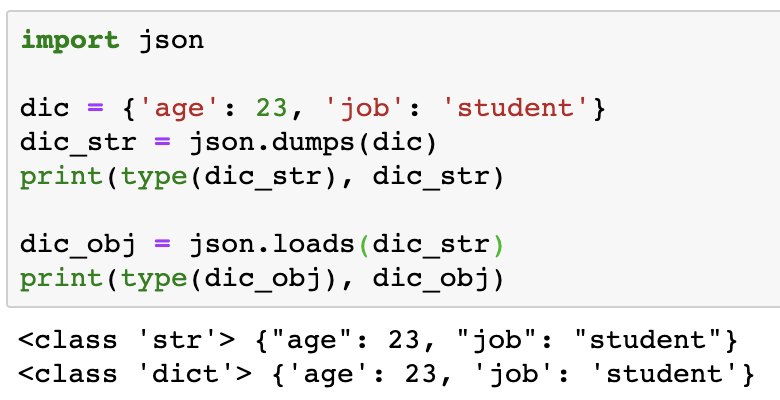 import json
dic = {'age': 23, 'job': 'student'}
dic_str = json.dumps(dic)
print(type(dic_str), dic_str)
dic_obj = json.loads(dic_str)
print(type(dic_obj), dic_obj)
<class 'str'> {"age": 23, "job": "student"}
<class 'dict'> {'age': 23, 'job': 'student'}